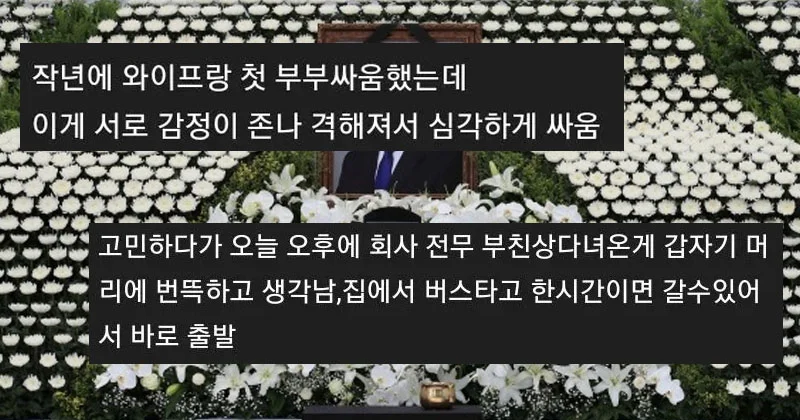 작년에 와이프랑 첫 부부싸움했는데
이게 서로 감정이 존나 격해져서 심각하게 싸움
고민하다가 오늘 오후에 회사 전무 부친상다녀온게 갑자기 머
리에 번뜩하고 생각남,집에서 버스타고 한시간이면 갈수있어
서 바로 출발